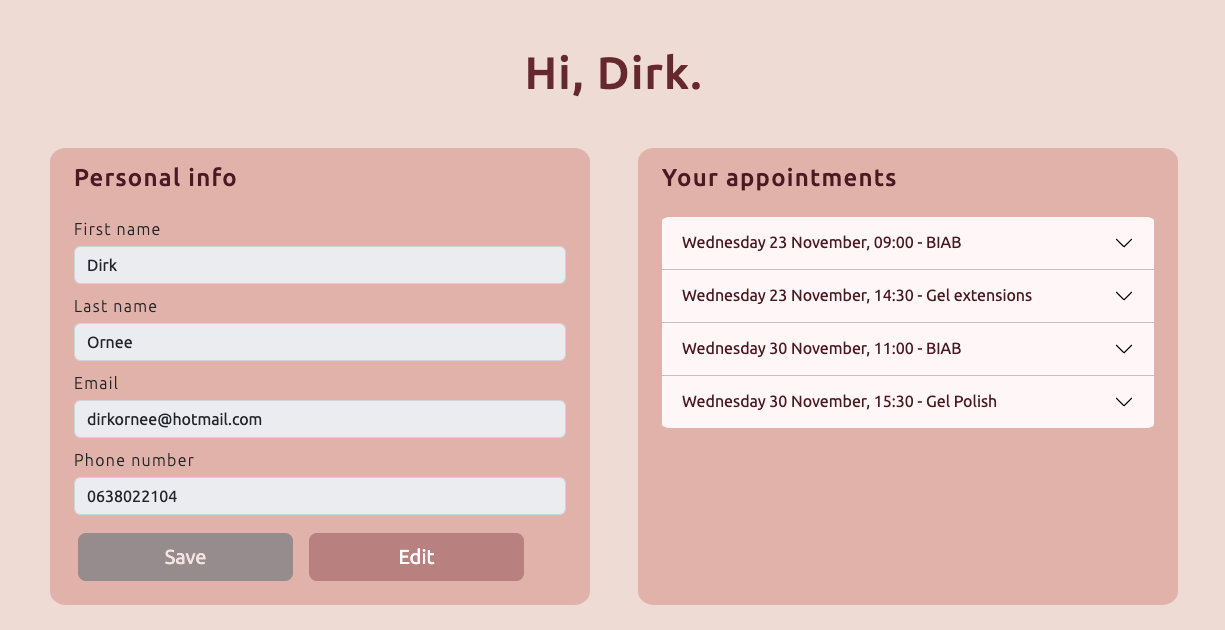 Hi, Dirk.
Personal info
First name
Dirk
Last name
Ornee
Email
dirkornee@hotmail.com
Phone number
0638022104
Save
Edit
Your appointments
Wednesday 23 November, 09:00 - BIAB
Wednesday 23 November, 14:30 - Gel extensions
Wednesday 30 November, 11:00 - BIAB
Wednesday 30 November, 15:30 - Gel Polish